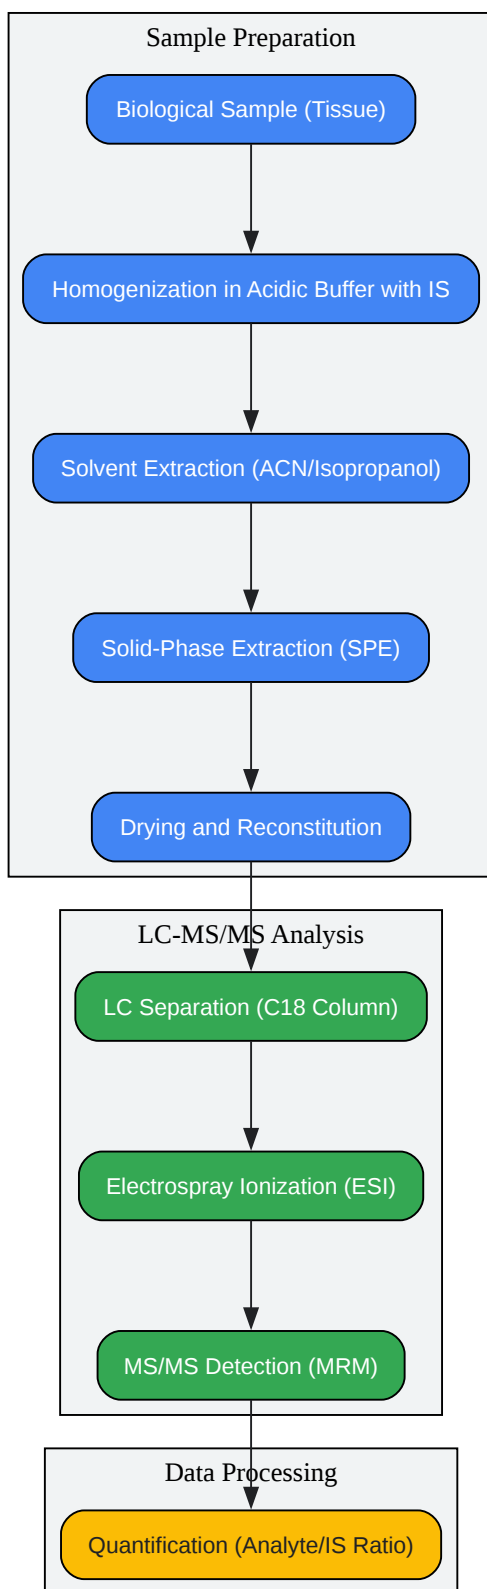 Sample Preparation
Biological Sample (Tissue)
Homogenization in Acidic Buffer with IS
Solvent Extraction (ACN/Isopropanol)
Solid-Phase Extraction (SPE)
Drying and Reconstitution
LC-MS/MS Analysis
LC Separation (C18 Column)
Electrospray Ionization (ESI)
MS/MS Detection (MRM)
Data Processing
Quantification (Analyte/IS Ratio)